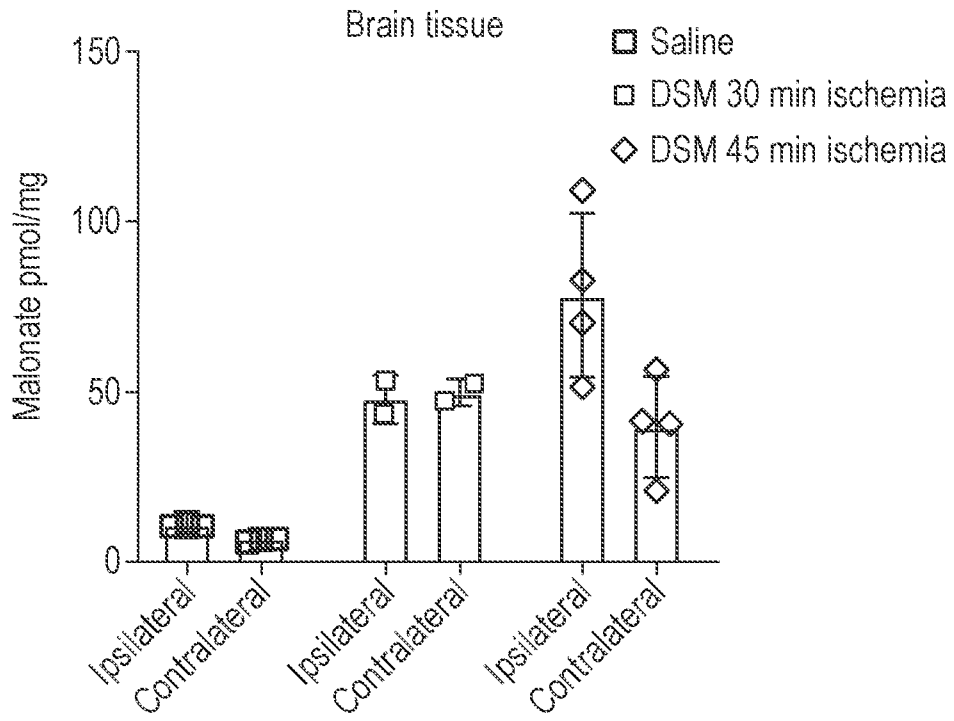 Brain tissue
Saline
DSM 30 min ischemia
DSM 45 min ischemia
Malonate pmol/mg
150
100
50
0
Ipsilateral
Contralateral
Ipsilateral
Contralateral
Ipsilateral
Contralateral